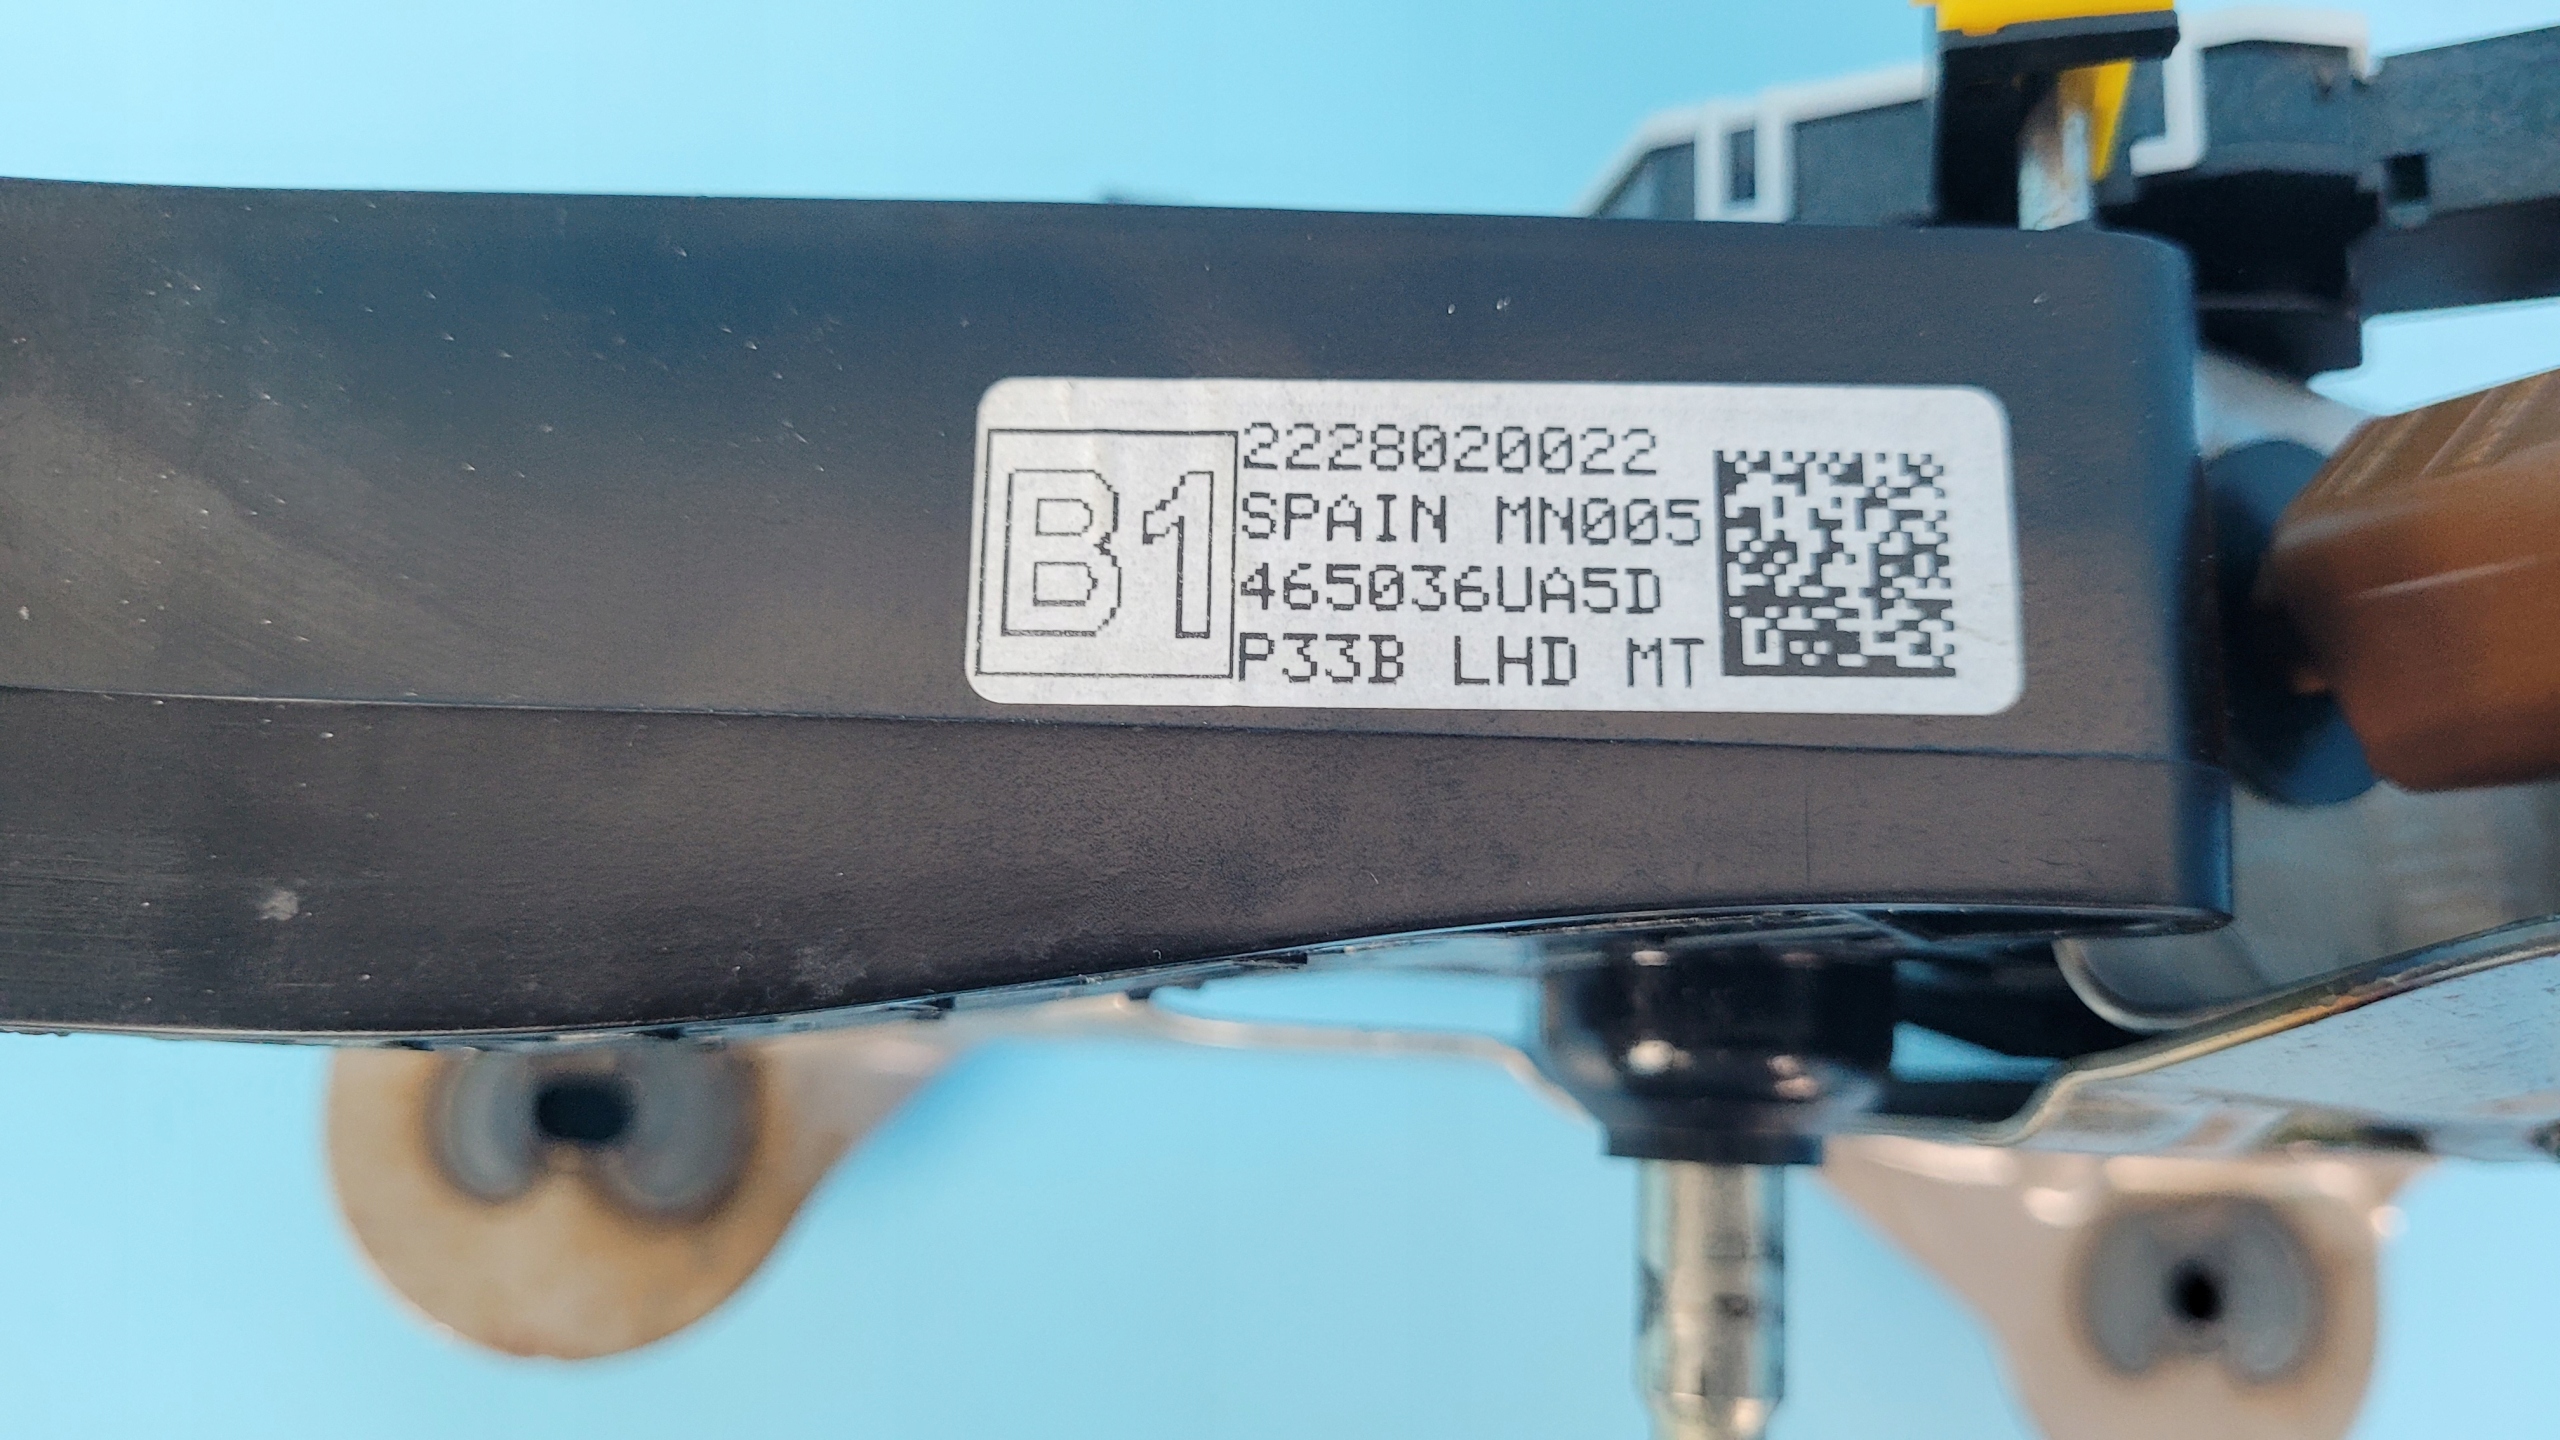 B1
2228020022
SPAIN MN005
465036UA5D
P33B LHD MT